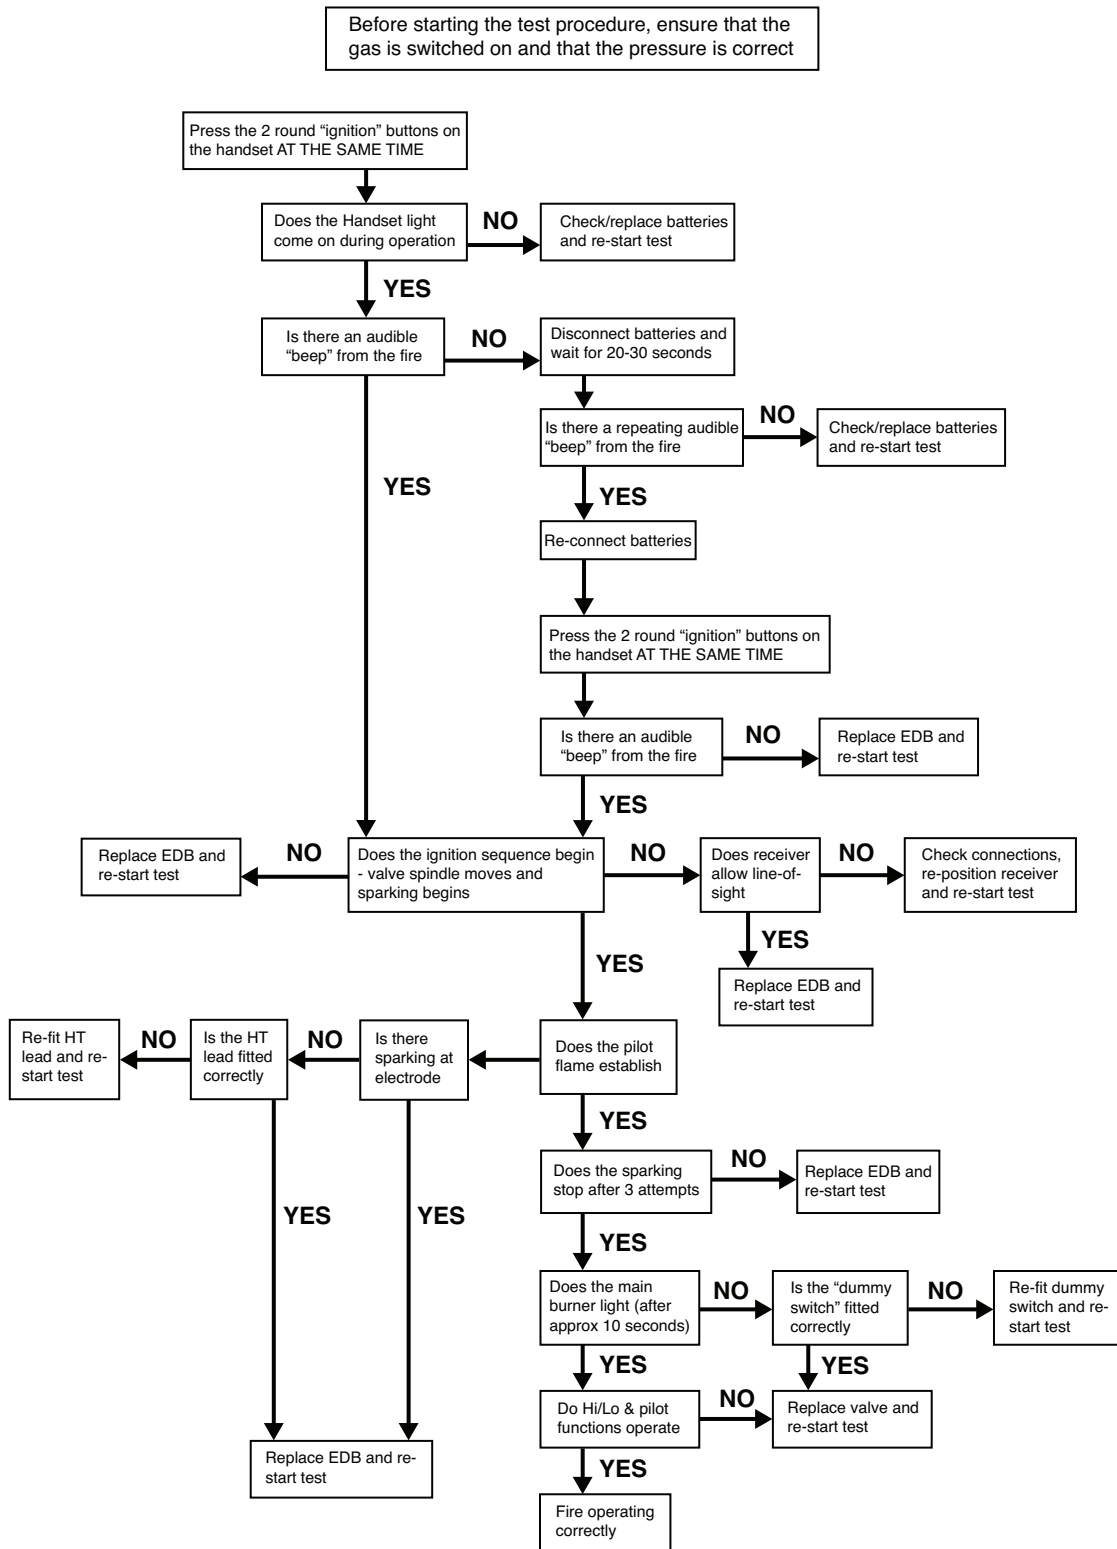 Before starting the test procedure, ensure that the
gas is switched on and that the pressure is correct
Press the 2 round “ignition” buttons on
the handset AT THE SAME TIME
Does the Handset light
come on during operation
NO
Check/replace batteries
and re-start test
YES
Is there an audible
“beep” from the fire
NO
Disconnect batteries and
wait for 20-30 seconds
Is there a repeating audible
“beep” from the fire
NO
Check/replace batteries
and re-start test
YES
YES
Re-connect batteries
Press the 2 round “ignition” buttons on
the handset AT THE SAME TIME
Is there an audible
“beep” from the fire
NO
Replace EDB and
re-start test
YES
Replace EDB and
re-start test
NO
Does the ignition sequence begin
- valve spindle moves and
sparking begins
NO
Does receiver
allow line-of-
sight
NO
Check connections,
re-position receiver
and re-start test
YES
YES
Replace EDB and
re-start test
Re-fit HT
lead and re-
start test
NO
Is the HT
lead fitted
correctly
NO
Is there
sparking at
electrode
Does the pilot
flame establish
YES
Does the sparking
stop after 3 attempts
NO
Replace EDB and
re-start test
YES
YES
YES
Does the main
burner light (after
approx 10 seconds)
NO
Is the “dummy
switch” fitted
correctly
NO
Re-fit dummy
switch and re-
start test
YES
YES
Do Hi/Lo & pilot
functions operate
NO
Replace valve and
re-start test
Replace EDB and re-
start test
YES
Fire operating
correctly